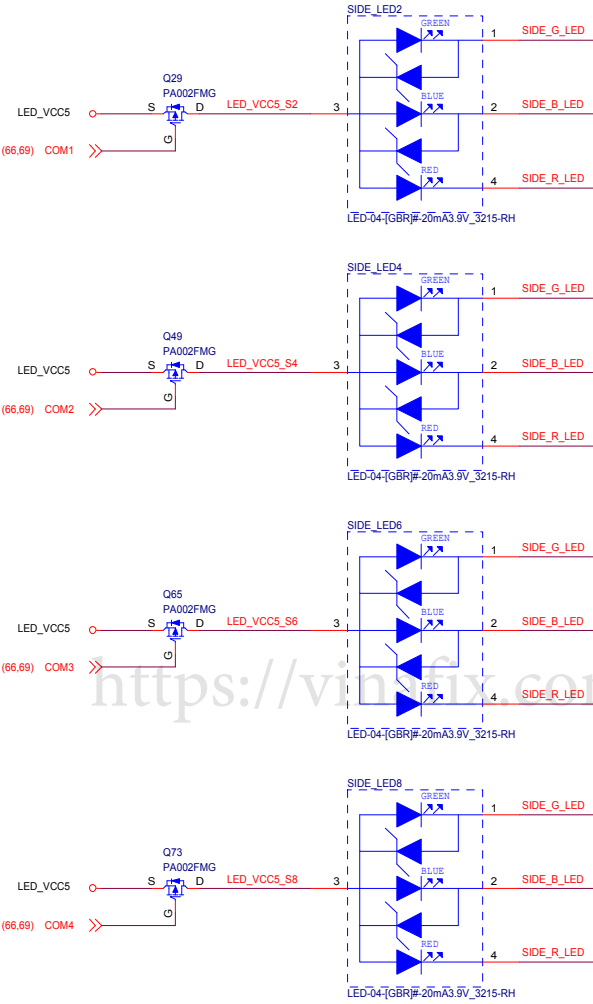 SIDE_LED2
GREEN
1 SIDE_G_LED
Q29
PA002FMG
LED_VCC5 S D LED_VCC5_S2 3 BLUE 2 SIDE_B_LED
G
(66,69) COM1
RED
4 SIDE_R_LED
LED-04-[GBR]#-20mA3.9V_3215-RH
SIDE_LED4
GREEN
1 SIDE_G_LED
Q49
PA002FMG
LED_VCC5 S D LED_VCC5_S4 3 BLUE 2 SIDE_B_LED
G
(66,69) COM2
RED
4 SIDE_R_LED
LED-04-[GBR]#-20mA3.9V_3215-RH
SIDE_LED6
GREEN
1 SIDE_G_LED
Q65
PA002FMG
LED_VCC5 S D LED_VCC5_S6 3 BLUE 2 SIDE_B_LED
G
(66,69) COM3
https://vinafix.com
RED
4 SIDE_R_LED
LED-04-[GBR]#-20mA3.9V_3215-RH
SIDE_LED8
GREEN
1 SIDE_G_LED
Q73
PA002FMG
LED_VCC5 S D LED_VCC5_S8 3 BLUE 2 SIDE_B_LED
G
(66,69) COM4
RED
4 SIDE_R_LED
LED-04-[GBR]#-20mA3.9V_3215-RH